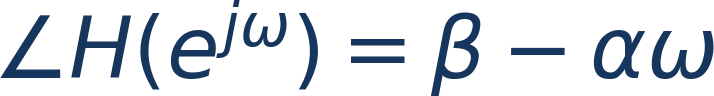 ∠H(e^{jω}) = β − αω